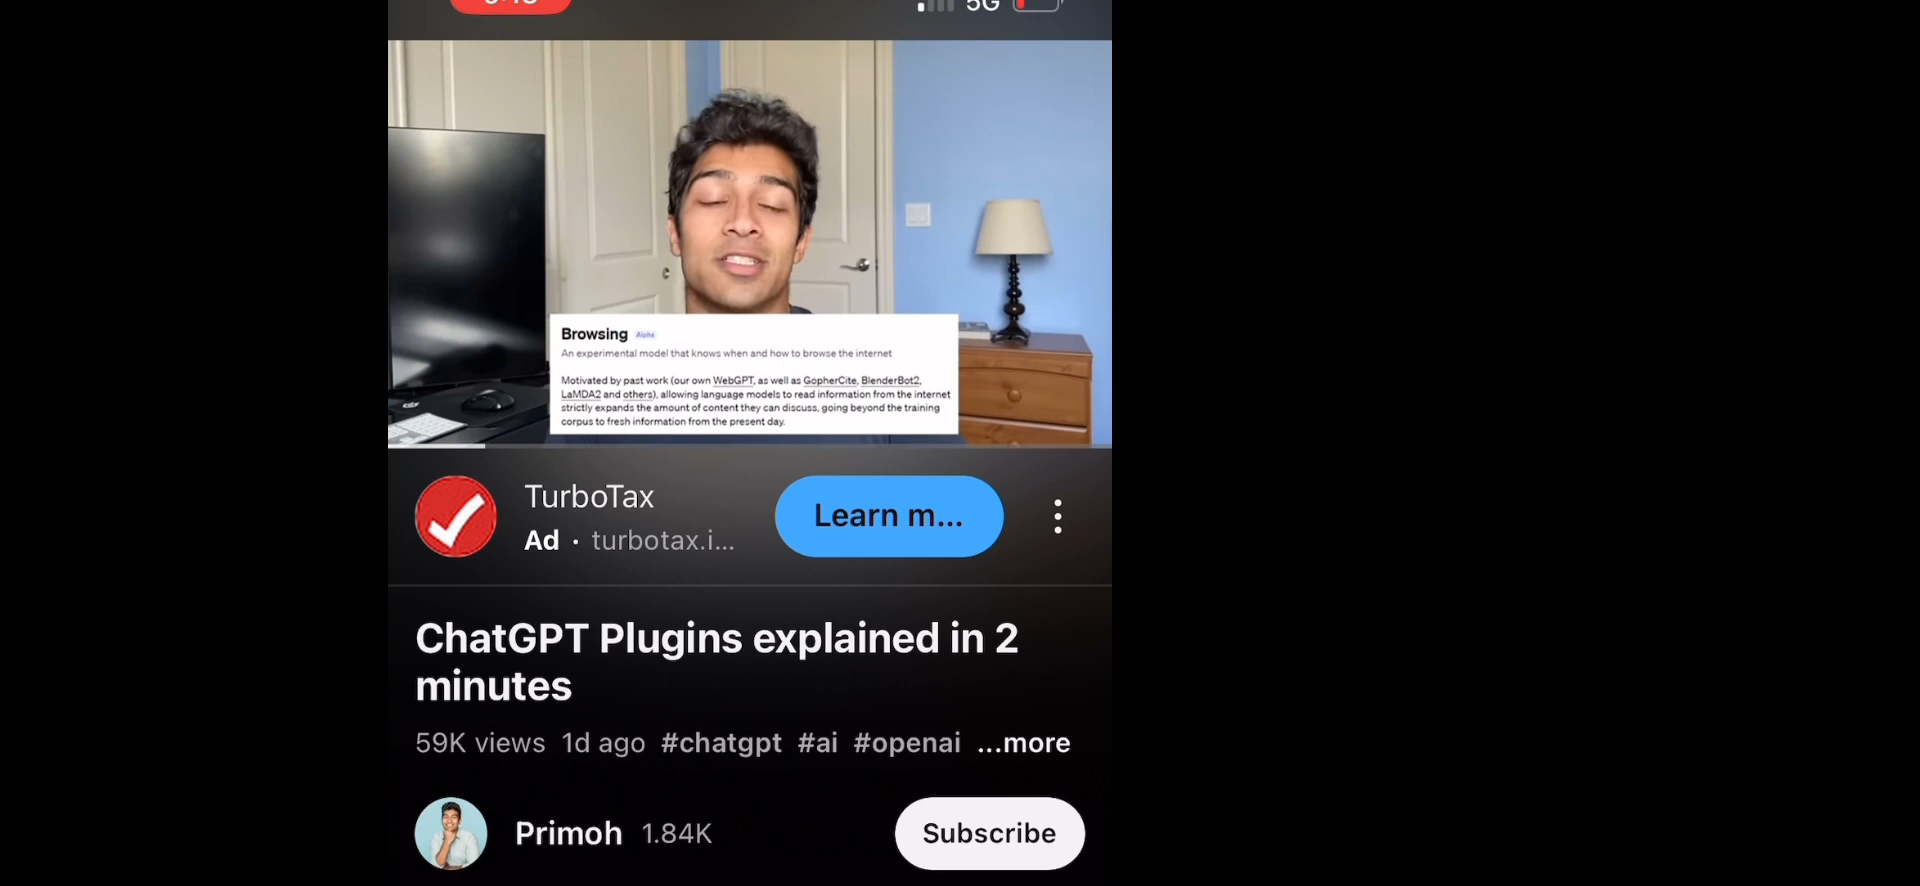 5G
Browsing Alpha
An experimental model that knows when and how to browse the internet
Motivated by past work (our own WebGPT, as well as GopherCite, BlenderBot2,
LaMDA2 and others), allowing language models to read information from the internet
strictly expands the amount of content they can discuss, going beyond the training
corpus to fresh information from the present day.
TurboTax
Ad · turbotax.i...
Learn m...
ChatGPT Plugins explained in 2
minutes
59K views 1d ago #chatgpt #ai #openai ...more
Primoh 1.84K
Subscribe